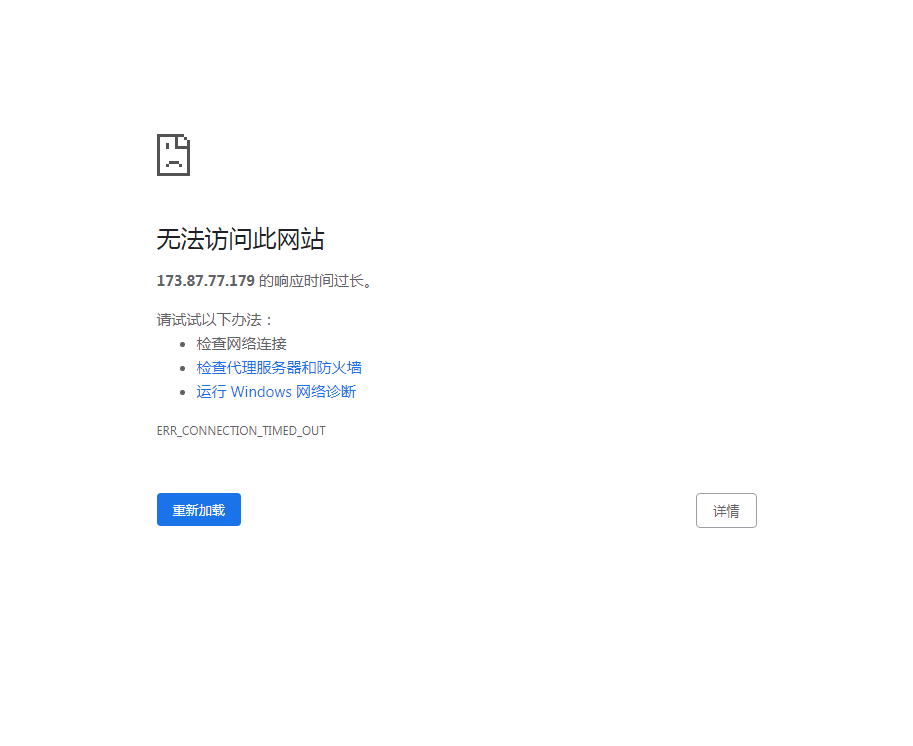 无法访问此网站
173.87.77.179 的响应时间过长。
请试试以下办法：
检查网络连接
检查代理服务器和防火墙
运行 Windows 网络诊断
ERR_CONNECTION_TIMED_OUT
重新加载
详情